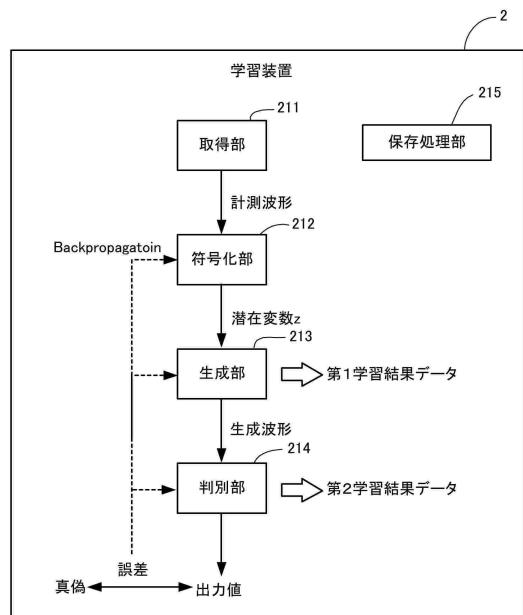 2
学習装置
211
215
取得部
保存処理部
計測波形
212
Backpropagatoin
符号化部
潜在変数z
213
生成部
第1学習結果データ
生成波形
214
判別部
第2学習結果データ
誤差
真偽
出力値